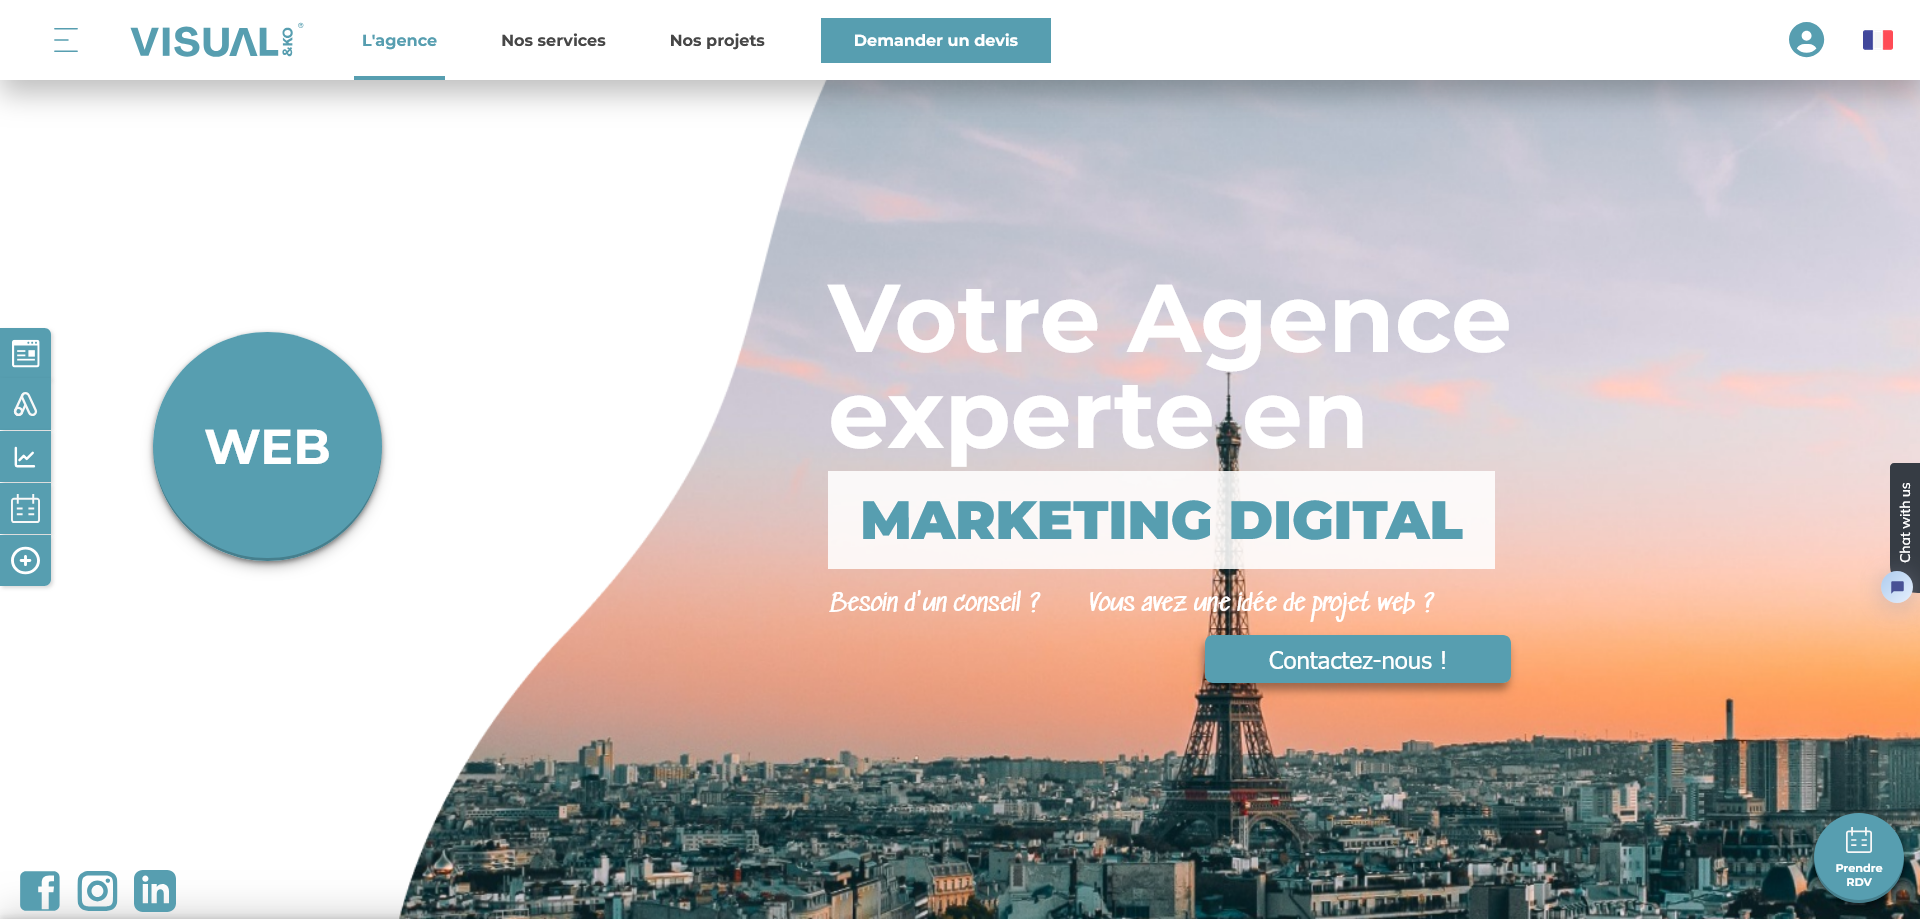 VISUAL &KO ®
L'agence
Nos services
Nos projets
Demander un devis
WEB
Votre Agence
experte en
MARKETING DIGITAL
Besoin d'un conseil ?
Vous avez une idée de projet web ?
Contactez-nous !
Chat with us
Prendre
RDV